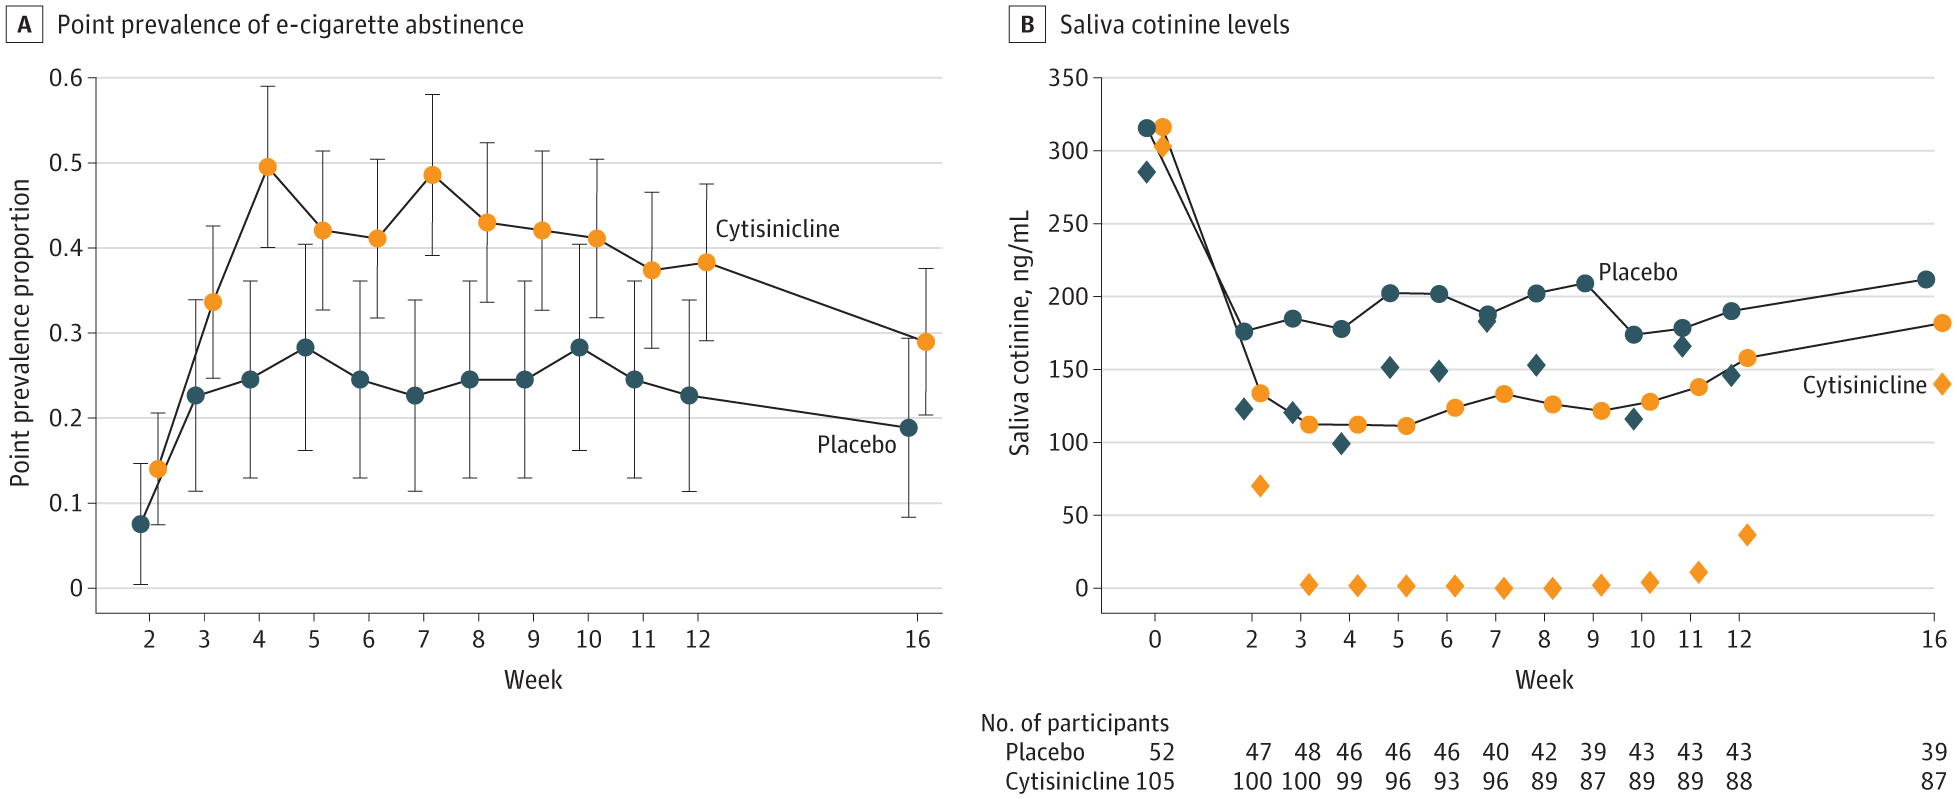 A Point prevalence of e-cigarette abstinence
Point prevalence proportion
0.6
0.5
0.4
0.3
0.2
0.1
0
Cytisinicline
Placebo
2 3 4 5 6 7 8 9 10 11 12 16
Week
B Saliva cotinine levels
Saliva cotinine, ng/mL
350
300
250
200
150
100
50
0
Placebo
Cytisinicline
0 2 3 4 5 6 7 8 9 10 11 12 16
Week
No. of participants
Placebo 52 47 48 46 46 46 40 42 39 43 43 43 39
Cytisinicline 105 100 100 99 96 93 96 89 87 89 89 88 87